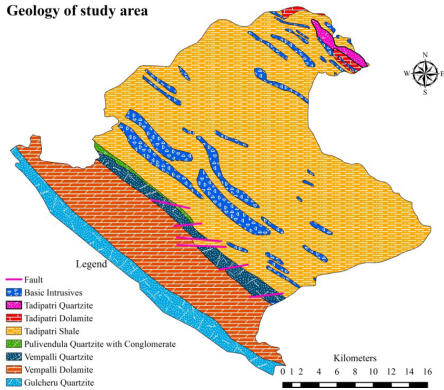 Geology of study area
N
W E
S
Legend
Fault
Basic Intrusives
Tadipatri Quartzite
Tadipatri Dolamite
Tadipatri Shale
Pulivendula Quartzite with Conglomerate
Vempalli Quartzite
Vempalli Dolamite
Gulcheru Quartzite
Kilometers
0 1 2 4 6 8 10 12 14 16